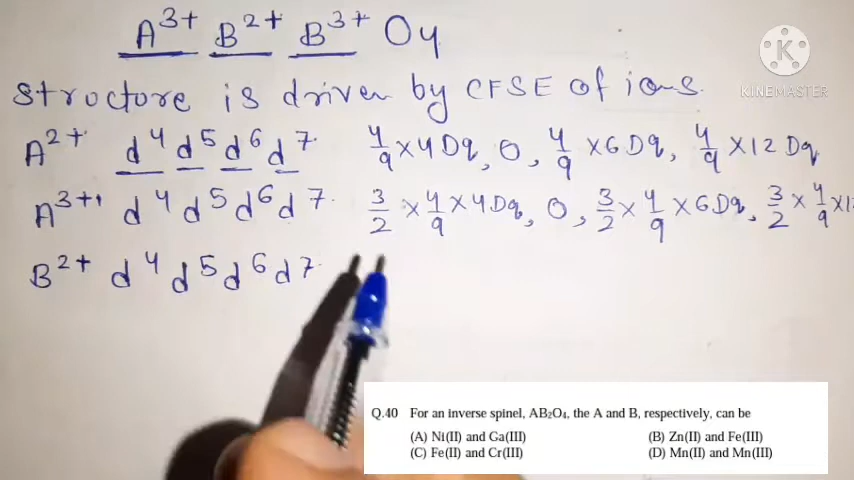 A³⁺ B²⁺ B³⁺ O4
K
KINEMASTER
structore is driven by CFSE of ions.
A²⁺ d⁴ d⁵ d⁶ d⁷ 4/9 × 4Dq, 0, 4/9 × 6Dq, 4/9 × 12 Dq
A³⁺ d⁴ d⁵ d⁶ d⁷ 3/2 × 4/9 × 4Dq, 0, 3/2 × 4/9 × 6Dq, 3/2 × 4/9 × 1
B²⁺ d⁴ d⁵ d⁶ d⁷
Q.40 For an inverse spinel, AB₂O₄, the A and B, respectively, can be
(A) Ni(II) and Ga(III) (B) Zn(II) and Fe(III)
(C) Fe(II) and Cr(III) (D) Mn(II) and Mn(III)